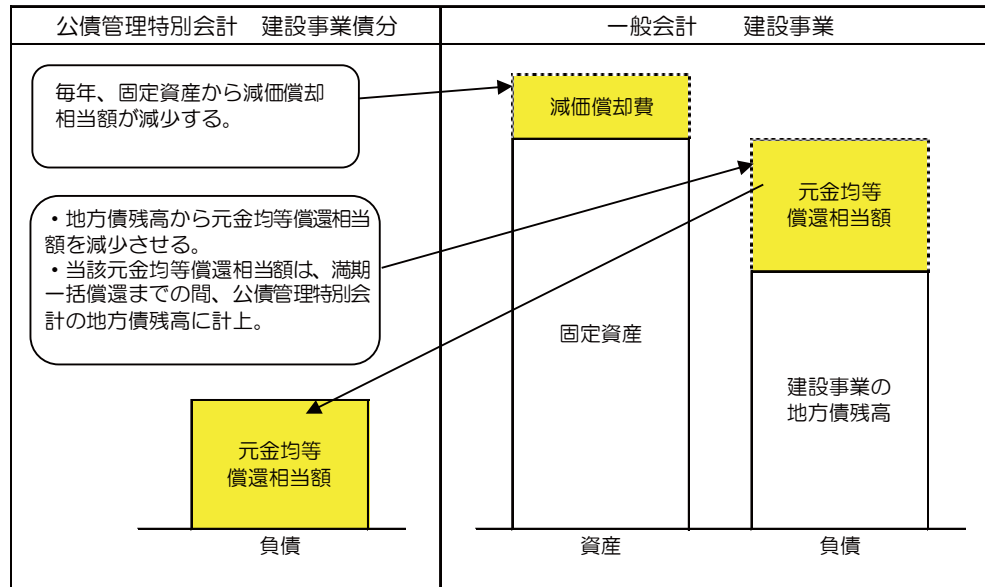 公債管理特別会計　建設事業債分
一般会計　　建設事業
毎年、固定資産から減価償却
相当額が減少する。
・地方債残高から元金均等償還相当
額を減少させる。
・当該元金均等償還相当額は、満期
一括償還までの間、公債管理特別会
計の地方債残高に計上。
元金均等
償還相当額
負債
減価償却費
固定資産
資産
元金均等
償還相当額
建設事業の
地方債残高
負債